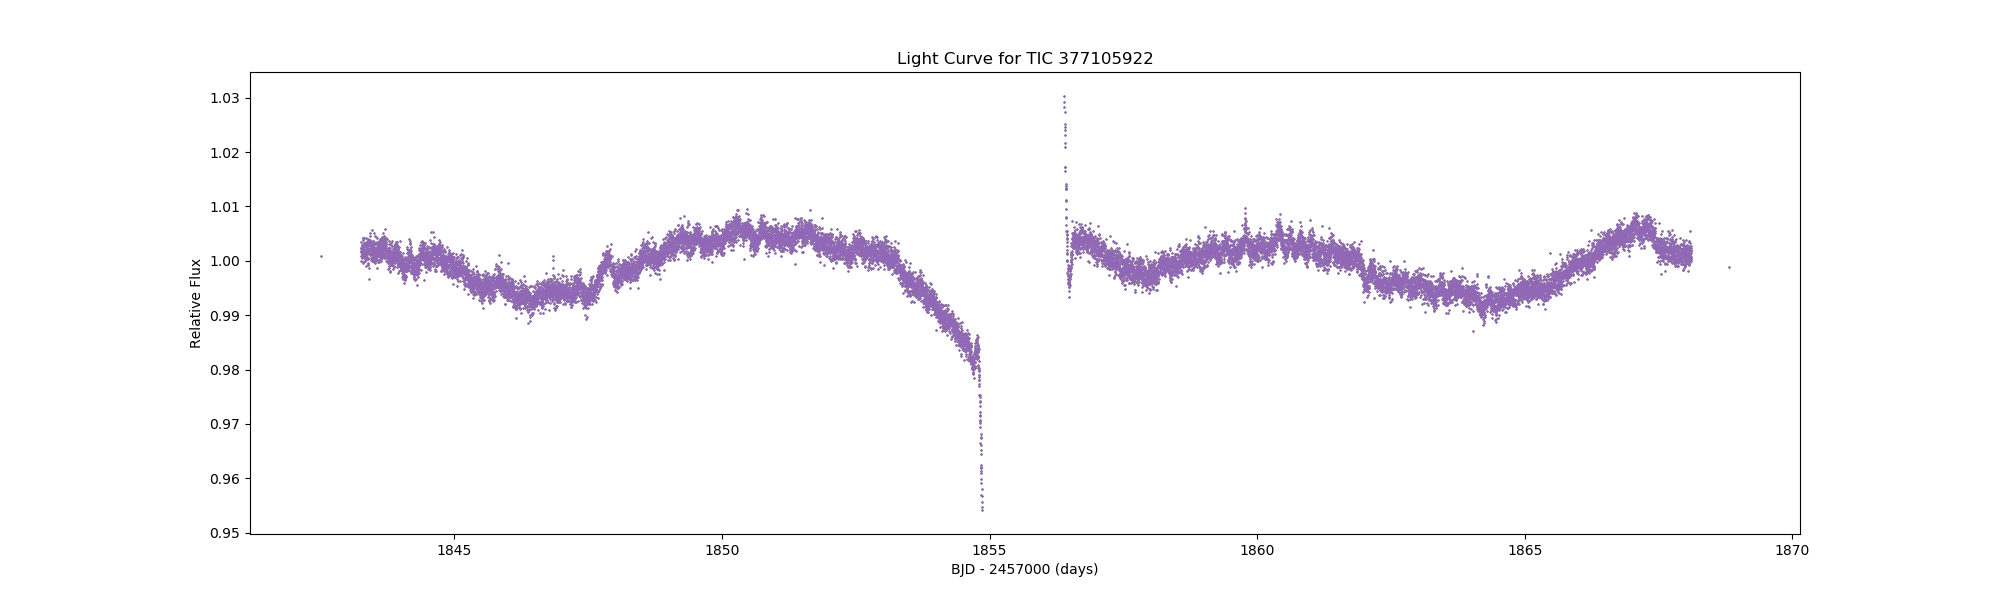 Light Curve for TIC 377105922
1.03
1.02
1.01
1.00
0.99
0.98
0.97
0.96
0.95
Relative Flux
1845 1850 1855 1860 1865 1870
BJD - 2457000 (days)